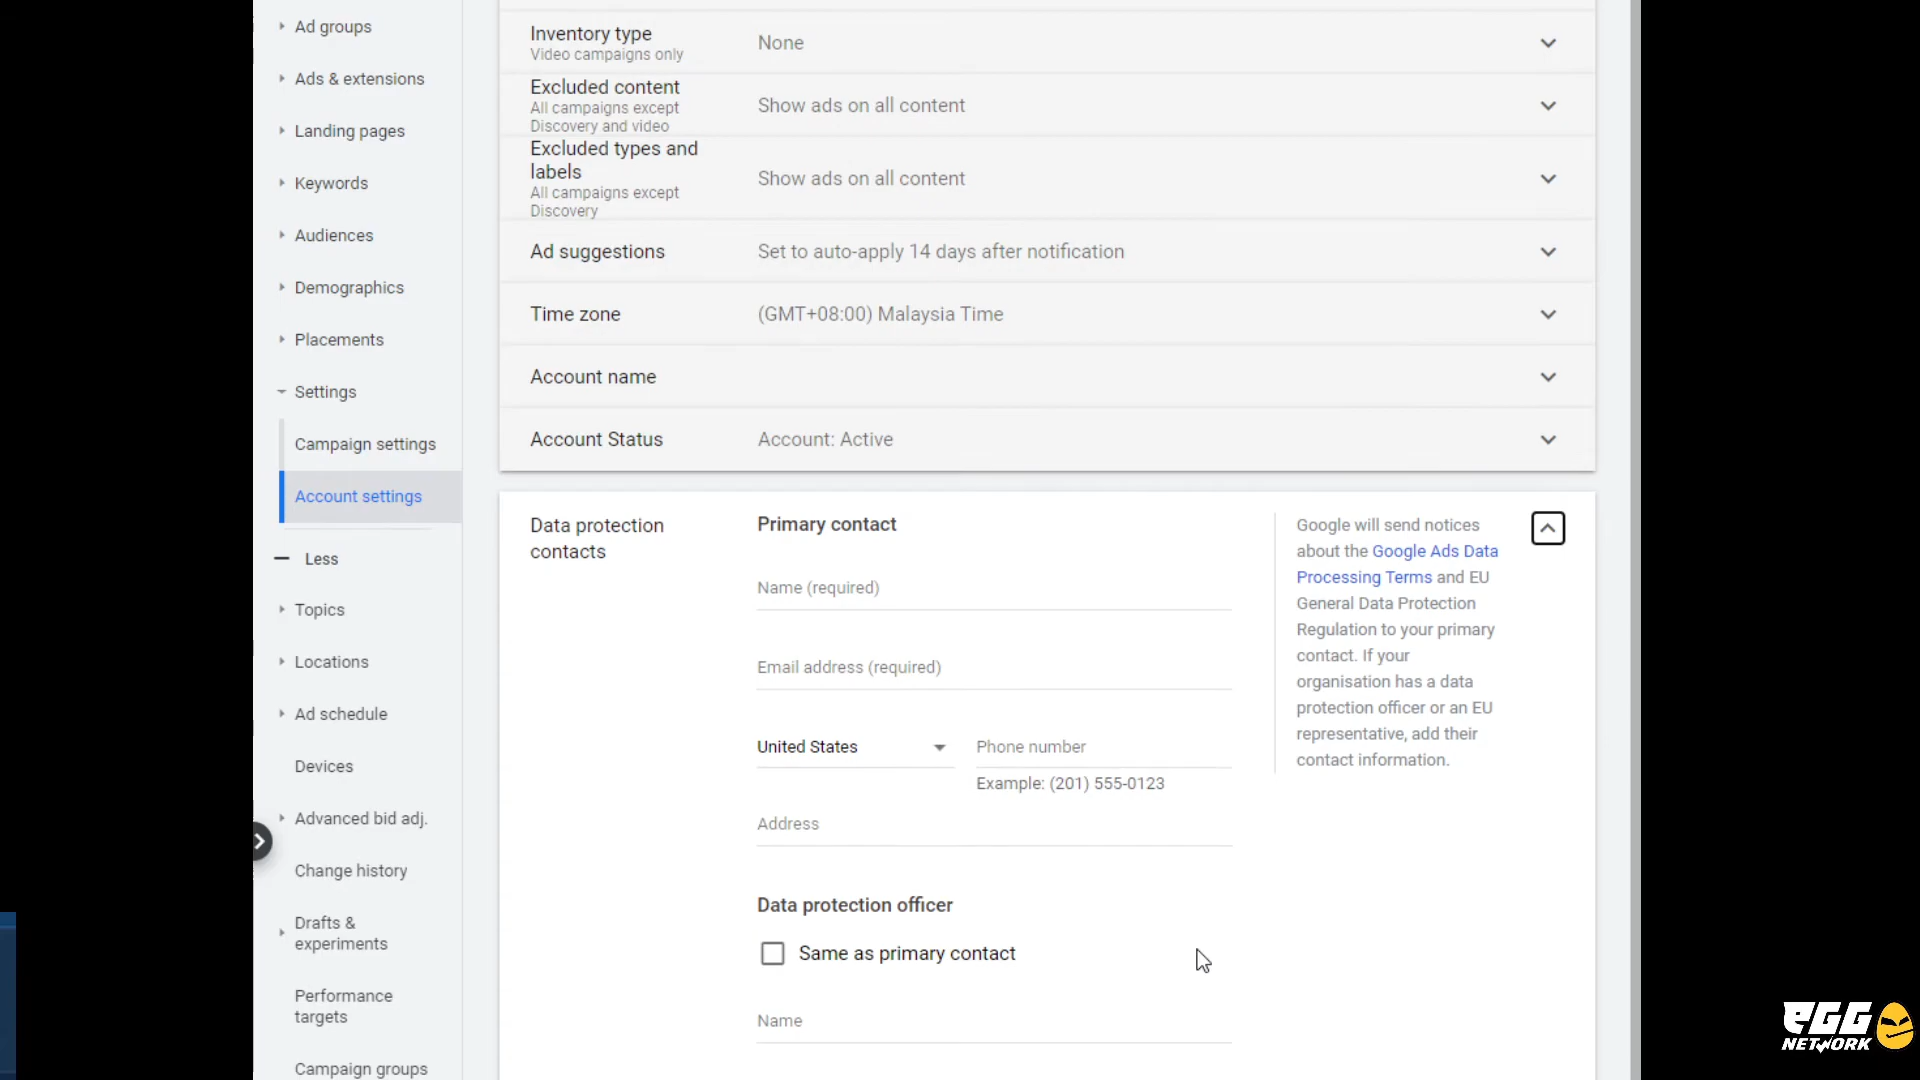 Ad groups
Ads & extensions
Landing pages
Keywords
Audiences
Demographics
Placements
Settings
Campaign settings
Account settings
Less
Topics
Locations
Ad schedule
Devices
Advanced bid adj.
Change history
Drafts &
experiments
Performance
targets
Campaign groups
Inventory type
Video campaigns only
None
Excluded content
All campaigns except
Discovery and video
Show ads on all content
Excluded types and
labels
All campaigns except
Discovery
Show ads on all content
Ad suggestions
Set to auto-apply 14 days after notification
Time zone
(GMT+08:00) Malaysia Time
Account name
Account Status
Account: Active
Data protection
contacts
Primary contact
Name (required)
Email address (required)
United States
Phone number
Example: (201) 555-0123
Address
Data protection officer
Same as primary contact
Name
Google will send notices
about the Google Ads Data
Processing Terms and EU
General Data Protection
Regulation to your primary
contact. If your
organisation has a data
protection officer or an EU
representative, add their
contact information.
EGG
NETWORK